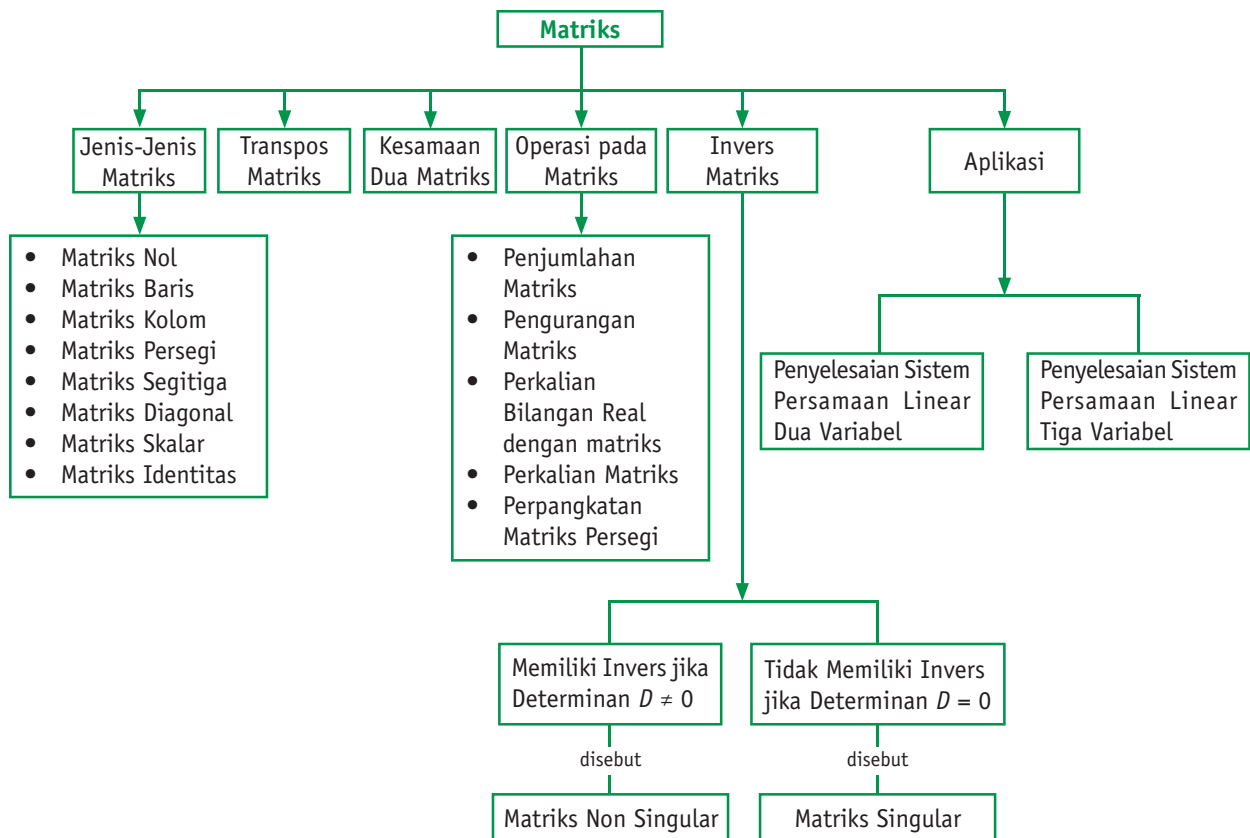 Matriks
Jenis-Jenis
Matriks
Transpos
Matriks
Kesamaan
Dua Matriks
Operasi pada
Matriks
Invers
Matriks
Aplikasi
• Matriks Nol
• Matriks Baris
• Matriks Kolom
• Matriks Persegi
• Matriks Segitiga
• Matriks Diagonal
• Matriks Skalar
• Matriks Identitas
• Penjumlahan
Matriks
• Pengurangan
Matriks
• Perkalian
Bilangan Real
dengan matriks
• Perkalian Matriks
• Perpangkatan
Matriks Persegi
Penyelesaian Sistem
Persamaan Linear
Dua Variabel
Penyelesaian Sistem
Persamaan Linear
Tiga Variabel
Memiliki Invers jika
Determinan D ≠ 0
Tidak Memiliki Invers
jika Determinan D = 0
disebut
disebut
Matriks Non Singular
Matriks Singular